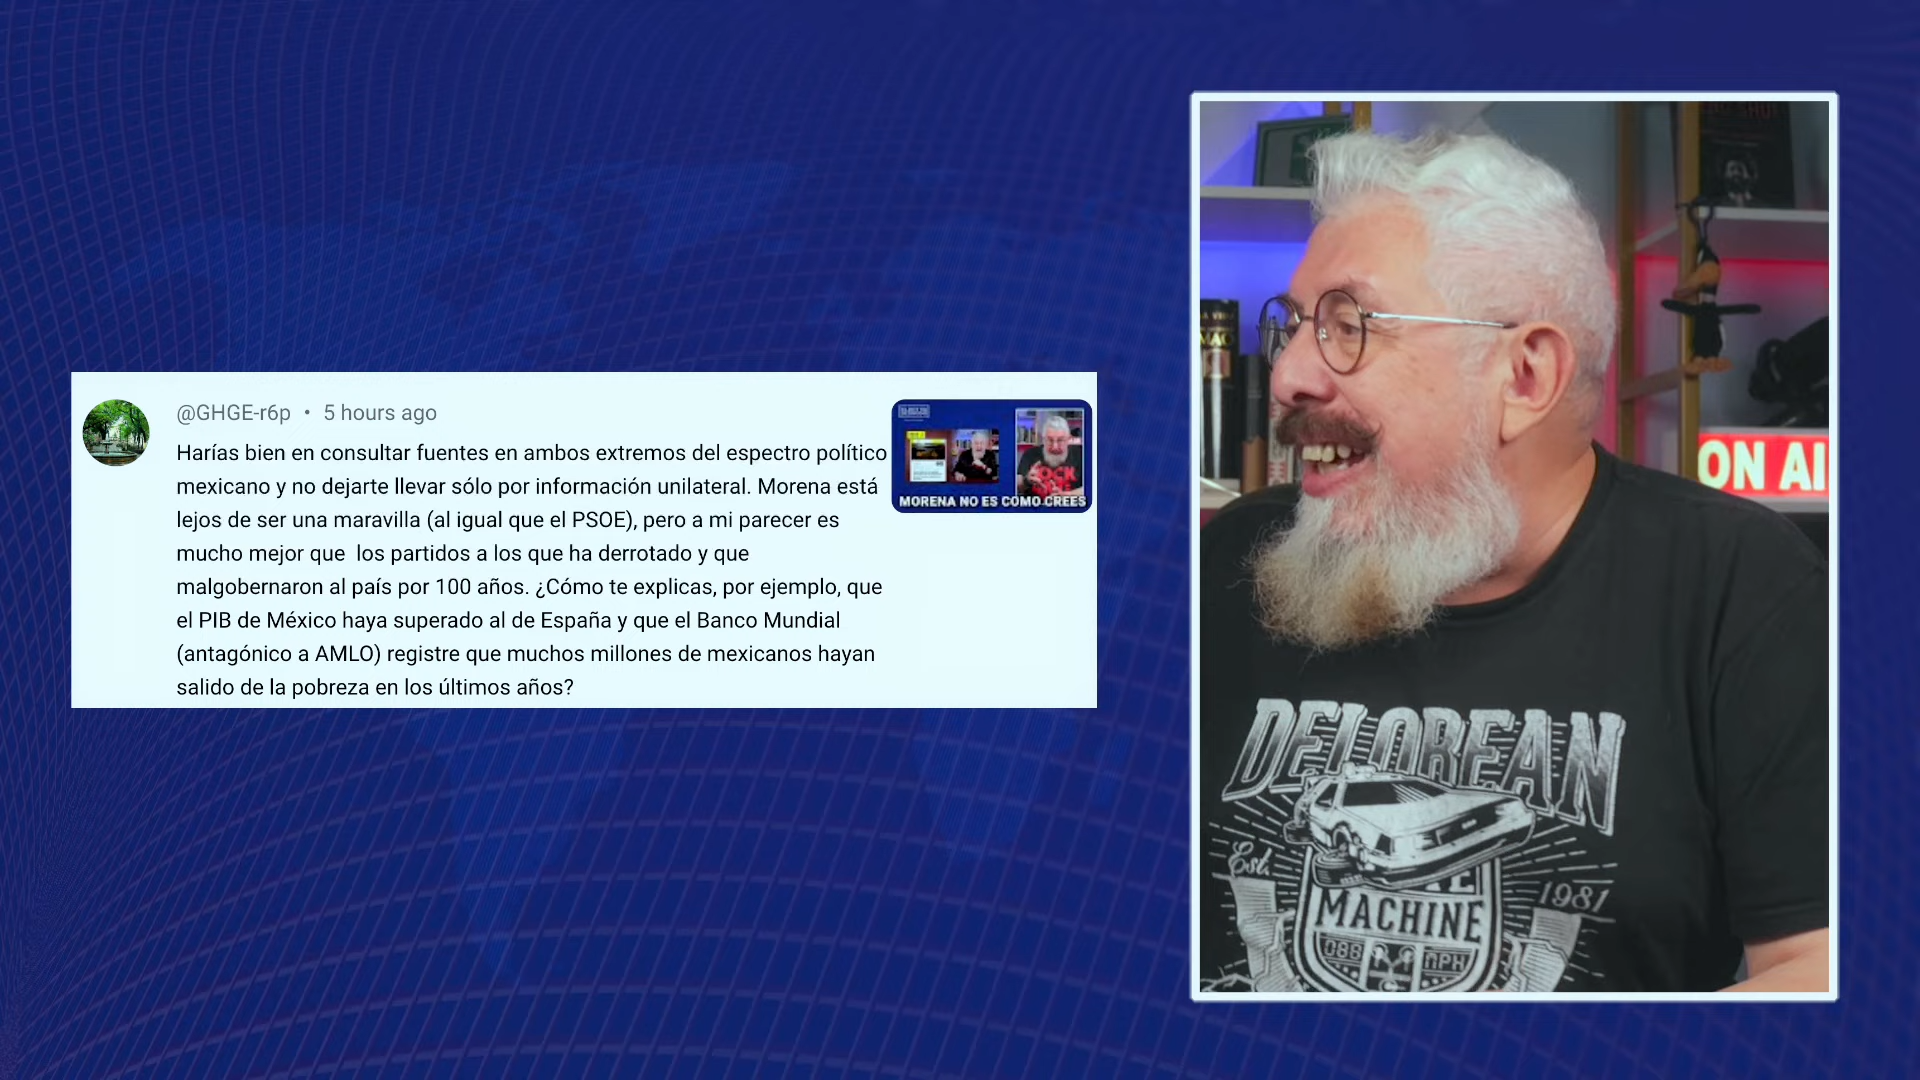 @GHGE-r6p • 5 hours ago
Harías bien en consultar fuentes en ambos extremos del espectro político
mexicano y no dejarte llevar sólo por información unilateral. Morena está
lejos de ser una maravilla (al igual que el PSOE), pero a mi parecer es
mucho mejor que los partidos a los que ha derrotado y que
malgobernaron al país por 100 años. ¿Cómo te explicas, por ejemplo, que
el PIB de México haya superado al de España y que el Banco Mundial
(antagónico a AMLO) registre que muchos millones de mexicanos hayan
salido de la pobreza en los últimos años?
MORENA NO ES COMO CREES
ON AI
DELOREAN
Est. 1981
MACHINE
088 MPH